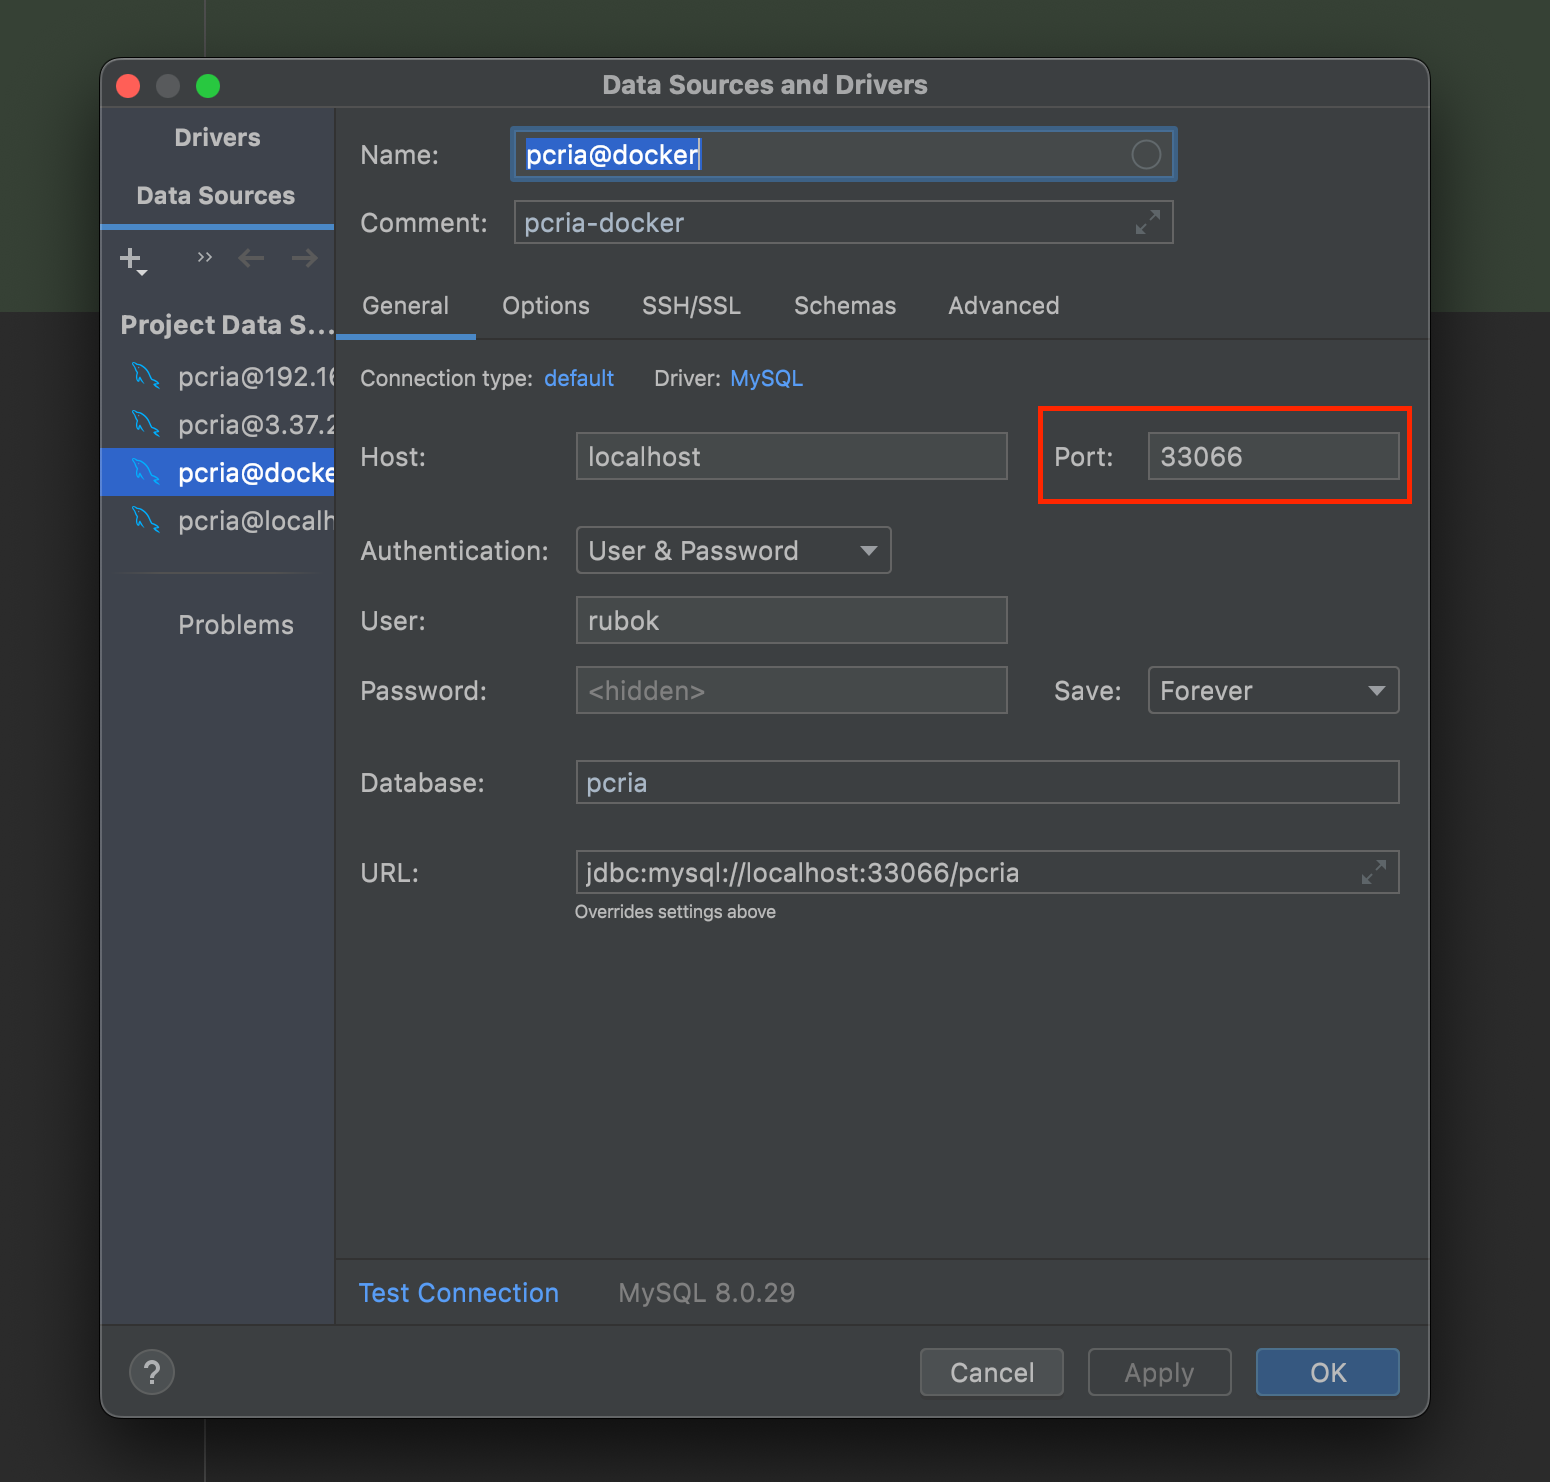 Data Sources and Drivers
Drivers
Data Sources
Project Data S...
pcria@192.16
pcria@3.37.2
pcria@docke
pcria@localh
Problems
Name: pcria@docker
Comment: pcria-docker
General Options SSH/SSL Schemas Advanced
Connection type: default Driver: MySQL
Host: localhost Port: 33066
Authentication: User & Password
User: rubok
Password: <hidden> Save: Forever
Database: pcria
URL: jdbc:mysql://localhost:33066/pcria
Overrides settings above
Test Connection MySQL 8.0.29
? Cancel Apply OK